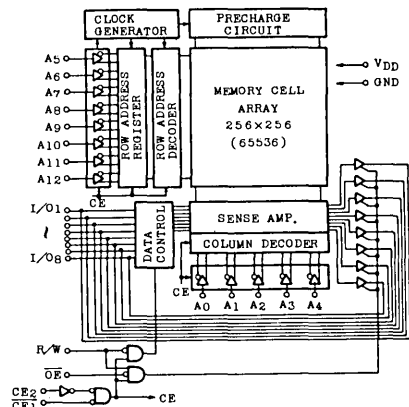 CLOCK
GENERATOR
PRECHARGE
CIRCUIT
A5
A6
A7
A8
A9
A10
A11
A12
ROW ADDRESS
REGISTER
ROW ADDRESS
DECODER
MEMORY CELL
ARRAY
256×256
(65536)
VDD
GND
CE
I/O1
~
I/O8
DATA
CONTROL
SENSE AMP.
COLUMN DECODER
CE
A0 A1 A2 A3 A4
R/W
OE
CE2
CE1
CE